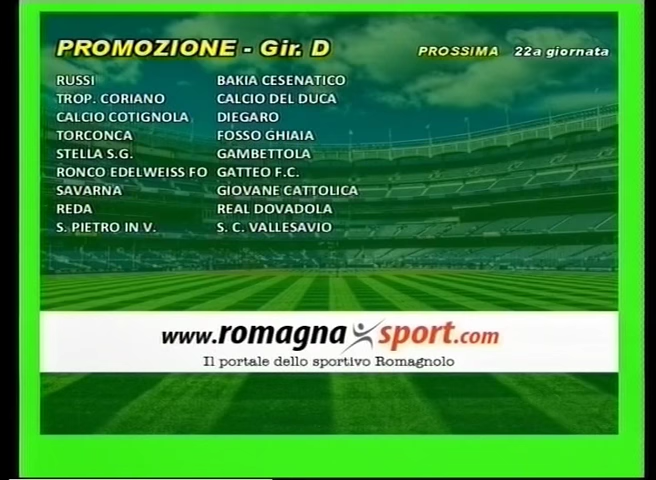 PROMOZIONE - Gir. D PROSSIMA 22a giornata
RUSSI BAKIA CESENATICO
TROP. CORIANO CALCIO DEL DUCA
CALCIO COTIGNOLA DIEGARO
TORCONCA FOSSO GHIAIA
STELLA S.G. GAMBETTOLA
RONCO EDELWEISS FO GATTEO F.C.
SAVARNA GIOVANE CATTOLICA
REDA REAL DOVADOLA
S. PIETRO IN V. S. C. VALLESAVIO
www.romagnasport.com
Il portale dello sportivo Romagnolo